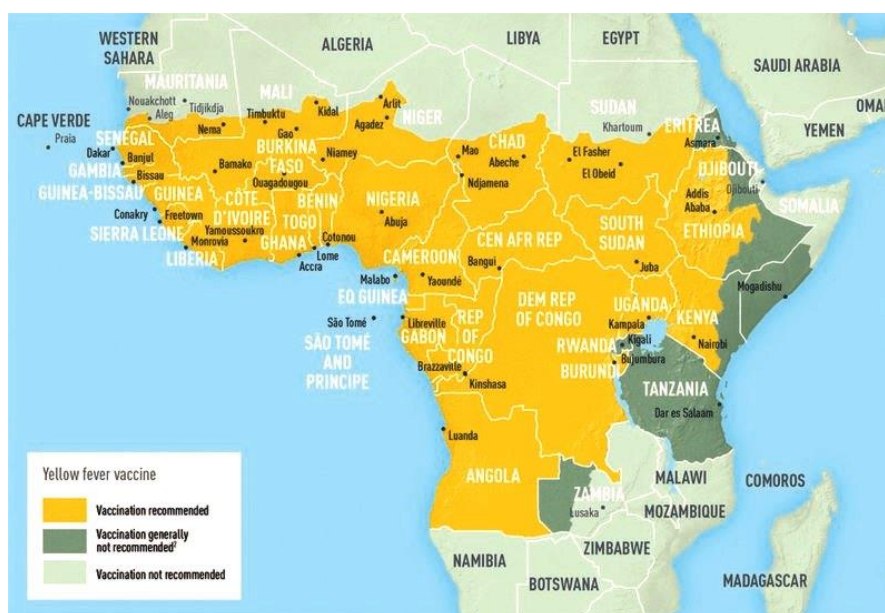 WESTERN
SAHARA
ALGERIA
LIBYA
EGYPT
SAUDI ARABIA
OMA
YEMEN
MAURITANIA
Nouakchott
Tidjikdja
Aleg
MALI
Kidal
Timbuktu
Nema
Gao
Arlit
Agadez
NIGER
SUDAN
Khartoum
ERITREA
Asmara
CAPE VERDE
Praia
SENEGAL
Dakar
Banjul
GAMBIA
Bissau
GUINEA-BISSAU
GUINEA
Bamako
BURKINA
FASO
Ouagadougou
Niamey
Mao
CHAD
Abeche
Ndjamena
El Fasher
El Obeid
DJIBOUTI
Djibouti
Addis
Ababa
ETHIOPIA
SOMALIA
Conakry
Freetown
SIERRA LEONE
Monrovia
LIBERIA
CÔTE
D'IVOIRE
Yamoussoukro
GHANA
TOGO
BENIN
Cotonou
Lome
Accra
NIGERIA
Abuja
CAMEROON
Yaoundé
Malabo
EQ GUINEA
CEN AFR REP
Bangui
SOUTH
SUDAN
Juba
Mogadishu
São Tomé
SÃO TOMÉ
AND
PRINCIPE
Libreville
GABON
REP
OF
CONGO
Brazzaville
Kinshasa
DEM REP
OF CONGO
UGANDA
Kampala
KENYA
Nairobi
RWANDA
Kigali
Bujumbura
BURUNDI
TANZANIA
Dar es Salaam
Luanda
ANGOLA
ZAMBIA
Lusaka
MALAWI
COMOROS
MOZAMBIQUE
ZIMBABWE
NAMIBIA
BOTSWANA
MADAGASCAR
Yellow fever vaccine
Vaccination recommended
Vaccination generally
not recommended²
Vaccination not recommended